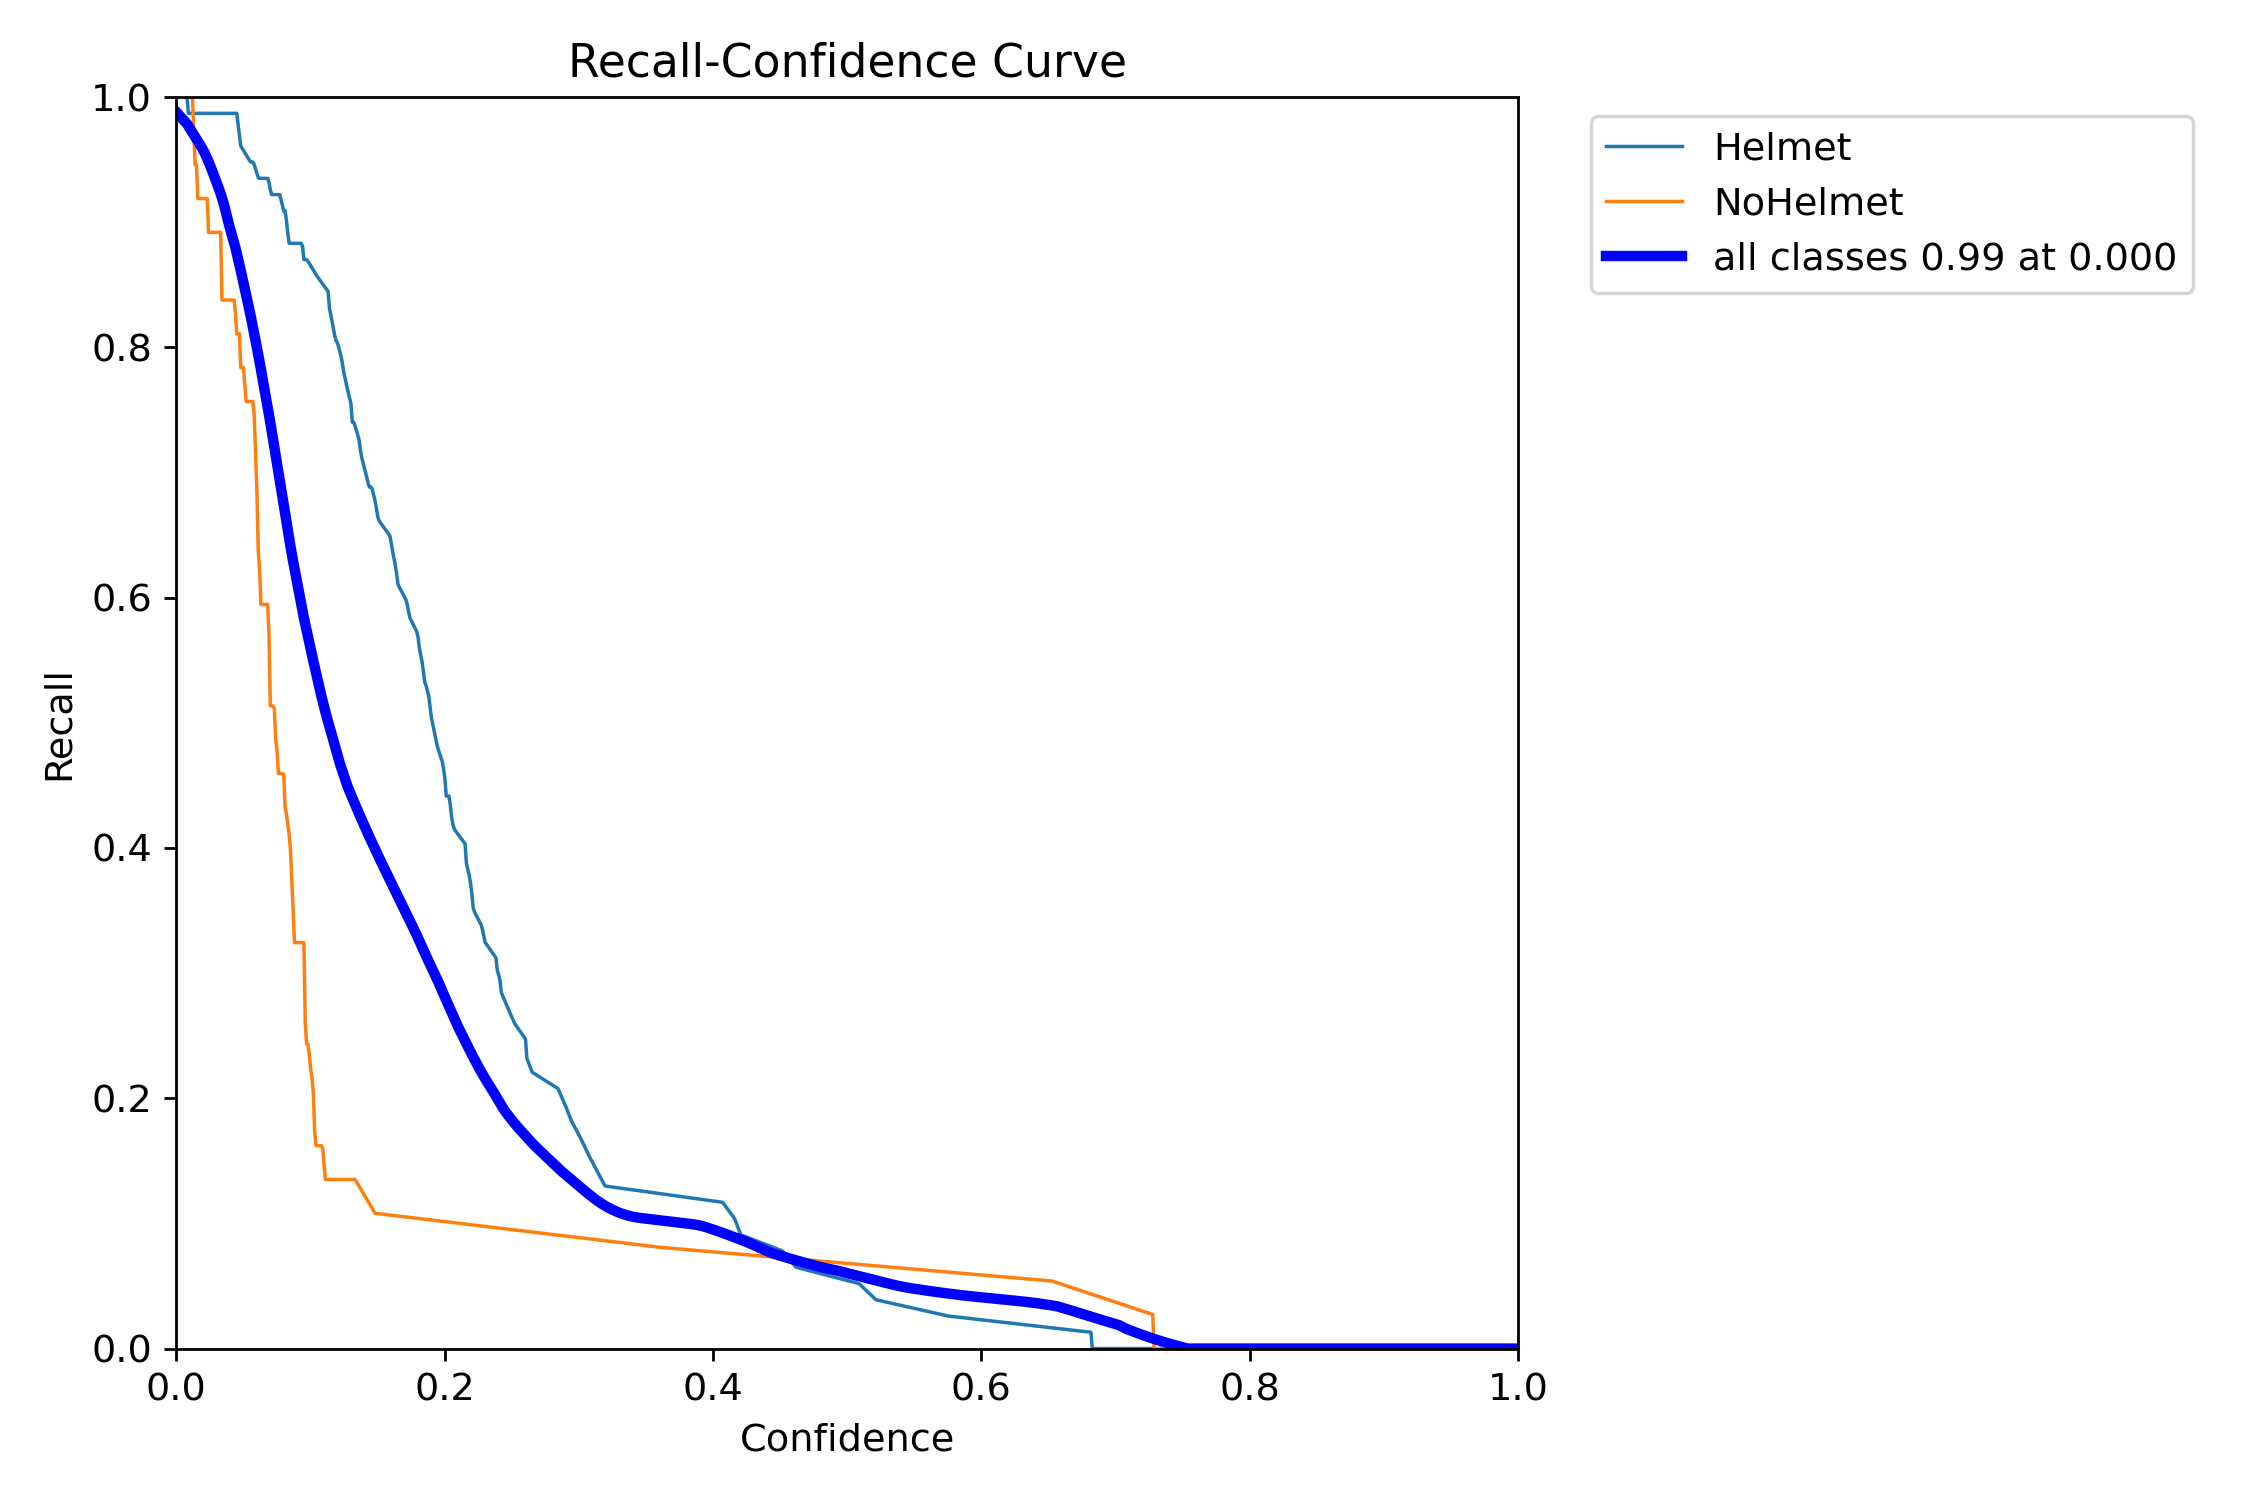 Recall-Confidence Curve
1.0
0.8
0.6
0.4
0.2
0.0
Recall
0.0 0.2 0.4 0.6 0.8 1.0
Confidence
Helmet
NoHelmet
all classes 0.99 at 0.000